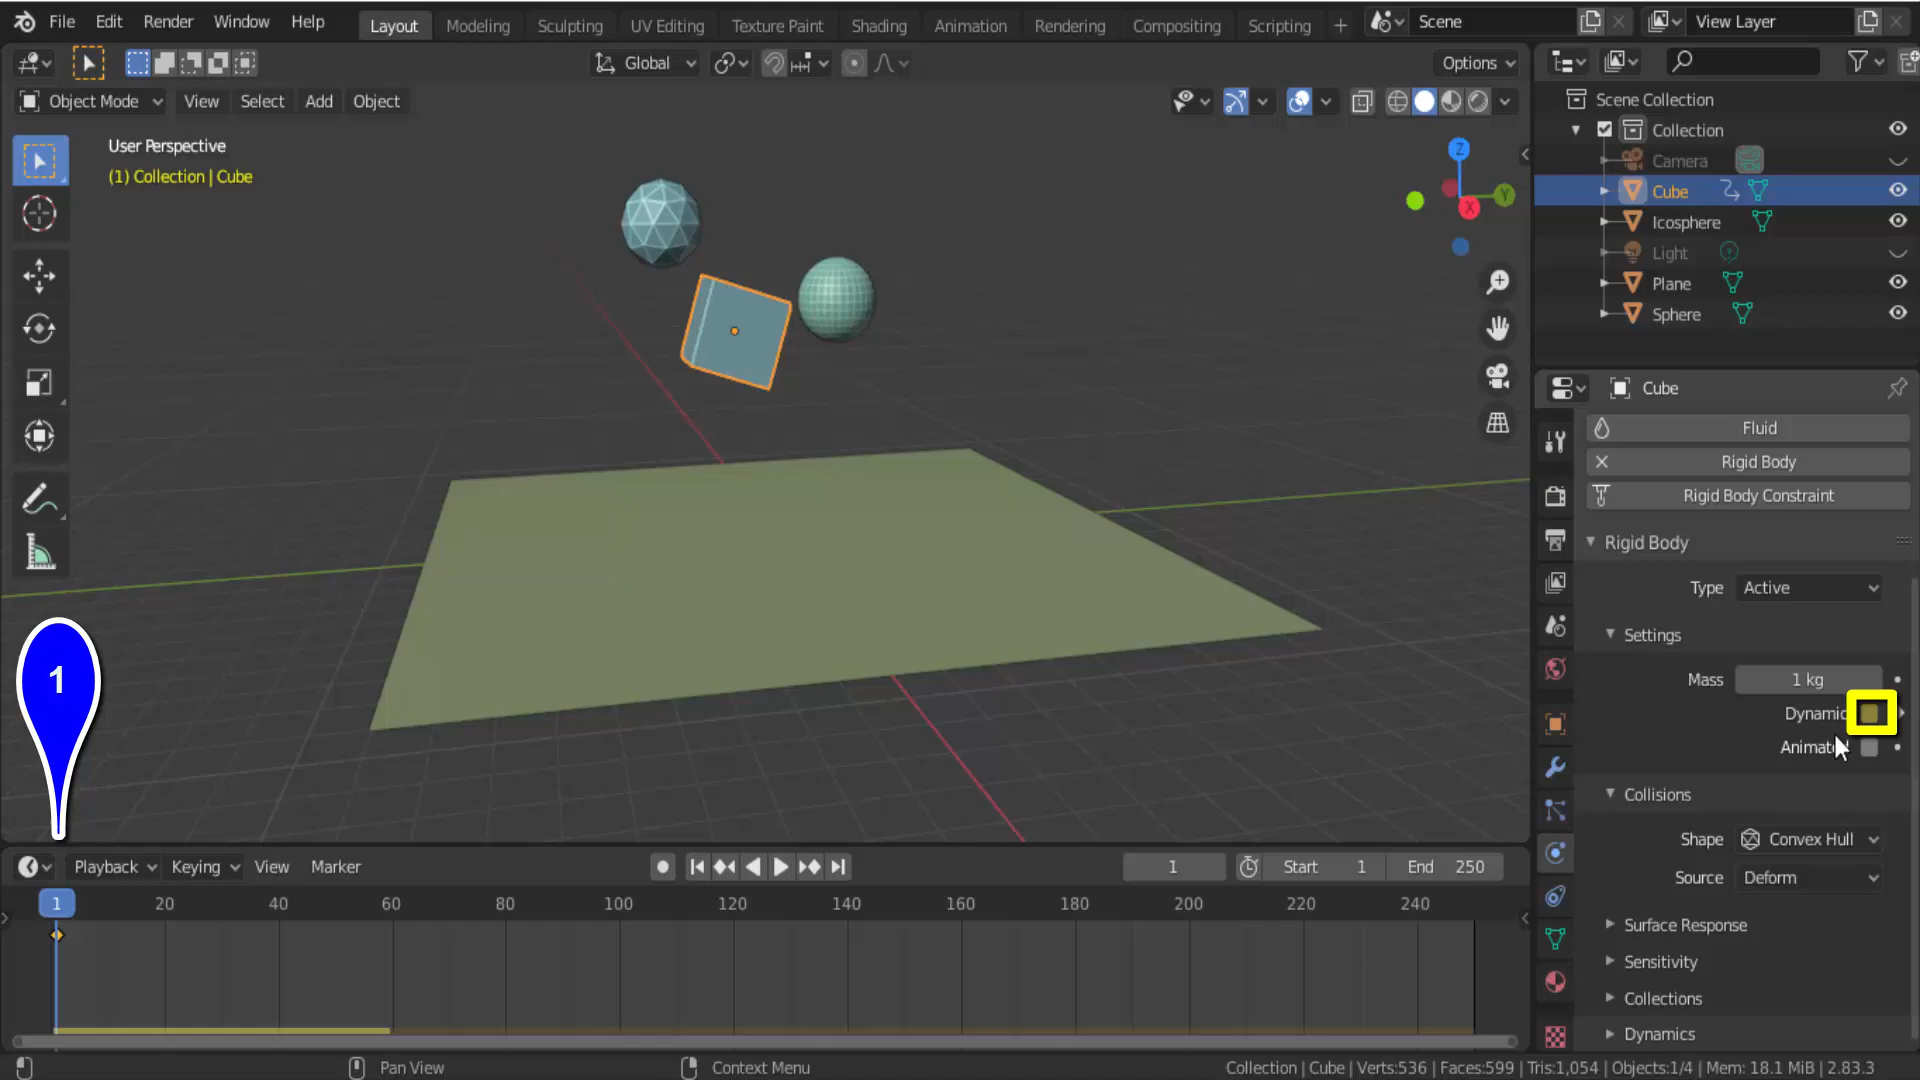 File Edit Render Window Help Layout Modeling Sculpting UV Editing Texture Paint Shading Animation Rendering Compositing Scripting + Scene View Layer
Global Options
Object Mode View Select Add Object
User Perspective
(1) Collection | Cube
Z
Y
X
Scene Collection
Collection
Camera
Cube
Icosphere
Light
Plane
Sphere
Cube
Fluid
Rigid Body
Rigid Body Constraint
Rigid Body
Type Active
Settings
Mass 1 kg
Dynamic
Animated
Collisions
Shape Convex Hull
Source Deform
Surface Response
Sensitivity
Collections
Dynamics
1
Playback Keying View Marker 1 Start 1 End 250
1 20 40 60 80 100 120 140 160 180 200 220 240
Pan View Context Menu Collection | Cube | Verts:536 | Faces:599 | Tris:1,054 | Objects:1/4 | Mem: 18.1 MiB | 2.83.3